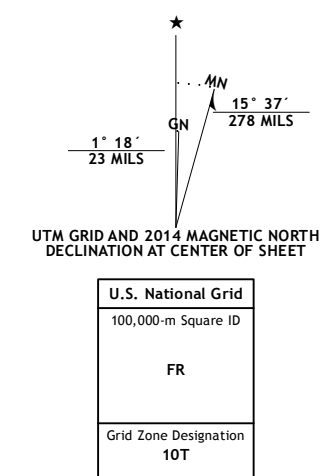 ★
MN
15° 37´
278 MILS
GN
1° 18´
23 MILS
UTM GRID AND 2014 MAGNETIC NORTH
DECLINATION AT CENTER OF SHEET
U.S. National Grid
100,000-m Square ID
FR
Grid Zone Designation
10T